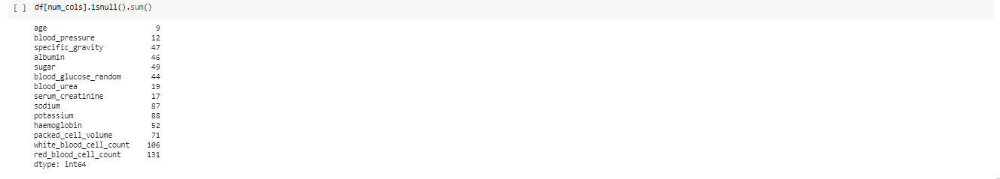 [ ] df[num_cols].isnull().sum()
age 9
blood_pressure 12
specific_gravity 47
albumin 46
sugar 49
blood_glucose_random 44
blood_urea 19
serum_creatinine 17
sodium 87
potassium 88
haemoglobin 52
packed_cell_volume 71
white_blood_cell_count 106
red_blood_cell_count 131
dtype: int64